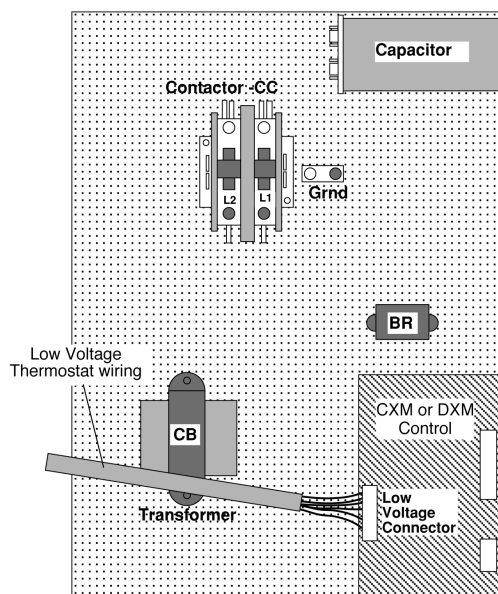 Capacitor
Contactor -CC
L2
L1
Grnd
BR
Low Voltage
Thermostat wiring
CXM or DXM
Control
CB
Low
Voltage
Connector
Transformer